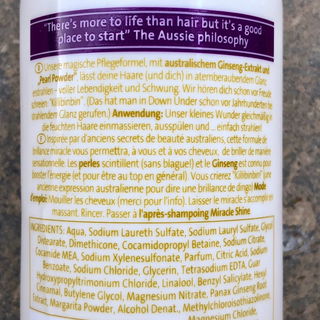 "There's more to life than hair but it's a good
place to start" The Aussie philosophy
Unsere magische Pflegeformel, mit australischem Ginseng-Extrakt und
Pearl Powder*, lässt deine Haare (und dich) in atemberaubendem Glanz
erstrahlen - voller Lebendigkeit und Schwung. Wir hören dich schon vor Freude
schreien: "Kilibinbin". (Das hat man in Down Under schon vor Jahrhunderten bei
strahlendem Glanz gerufen.) Anwendung: Unser kleines Wunder gleichmäßig in
die feuchten Haare einmassieren, ausspülen und ... einfach strahlen!
Inspirée par d'anciens secrets de beauté australiens, cette formule de
brillance miracle vous permettra, à vous et à vos cheveux, de briller de mille
feux. Les perles scintillent (sans blague!) et le Ginseng est connu pour
booster l'énergie (et pour être au top en général). Vous crierez "Kilibinbin" (une
ancienne expression australienne pour dire une brillance de dingo!) Mode
d'emploi: Mouiller les cheveux (merci pour l'info). Laisser le miracle s'accomplir en
massant. Rincer. Passer à l'après-shampoing Miracle Shine
INGREDIENTS: Aqua, Sodium Laureth Sulfate, Sodium Lauryl Sulfate, Glycol
Distearate, Dimethicone, Cocamidopropyl Betaine, Sodium Citrate,
Cocamide MEA, Sodium Xylenesulfonate, Parfum, Citric Acid, Sodium
Benzoate, Sodium Chloride, Glycerin, Tetrasodium EDTA, Guar
Hydroxypropyltrimonium Chloride, Linalool, Benzyl Salicylate, Hexyl
Cinnamal, Butylene Glycol, Magnesium Nitrate, Panax Ginseng Root
Extract, Margarita Powder, Alcohol Denat., Methylchloroisothiazolinone,
Magnesium Chloride